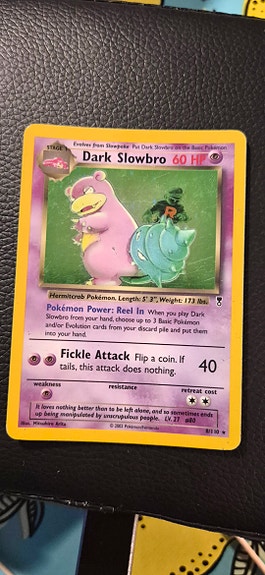 STAGE 1
Evolves from Slowpoke Put Dark Slowbro on the Basic Pokémon
Dark Slowbro 60 HP
R
Hermitcrab Pokémon. Length: 5' 3", Weight: 173 lbs.
Pokémon Power: Reel In When you play Dark
Slowbro from your hand, choose up to 3 Basic Pokémon
and/or Evolution cards from your discard pile and put them
into your hand.
Fickle Attack Flip a coin. If
tails, this attack does nothing.
40
weakness resistance retreat cost
It loves nothing better than to be left alone, and so sometimes ends
up being manipulated by unscrupulous people. LV. 27 #80
Illus. Mitsuhiro Arita
8/110 ★